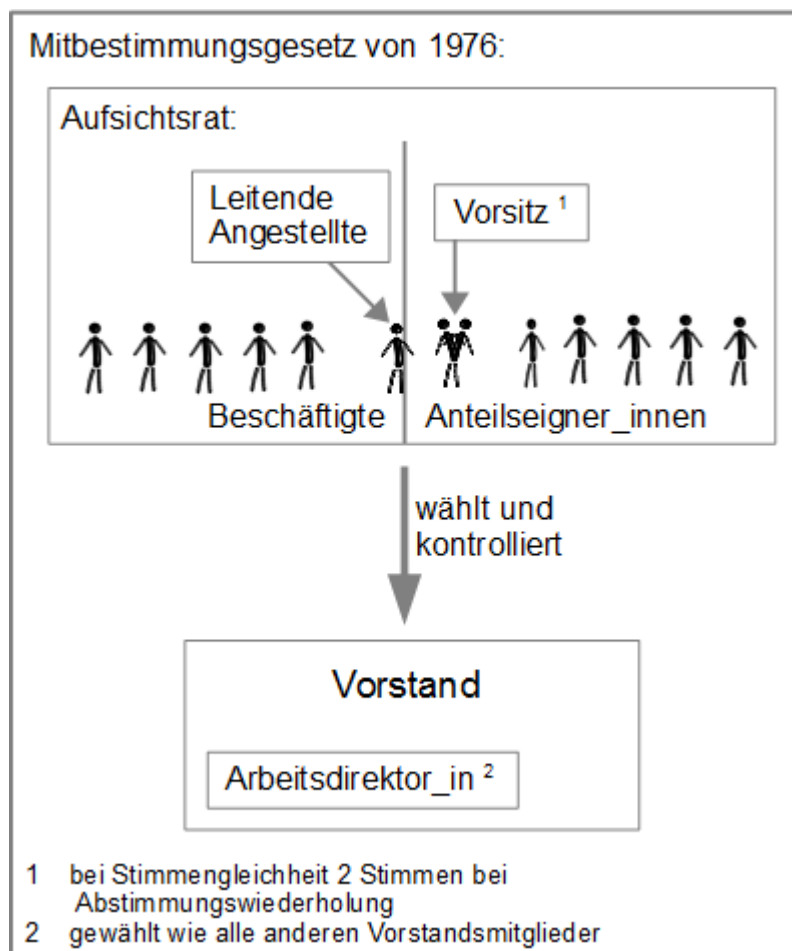 Mitbestimmungsgesetz von 1976:
Aufsichtsrat:
Leitende
Angestellte
Vorsitz ¹
Beschäftigte
Anteilseigner_innen
wählt und
kontrolliert
Vorstand
Arbeitsdirektor_in ²
1 bei Stimmengleichheit 2 Stimmen bei
Abstimmungswiederholung
2 gewählt wie alle anderen Vorstandsmitglieder